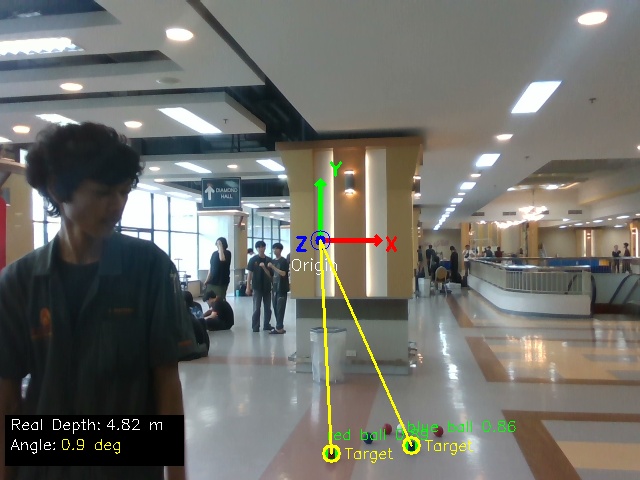 DIAMOND
HALL
Y
Z
X
Origin
Real Depth: 4.82 m
Angle: 0.9 deg
ed ball 0.
blue ball 0.86
Target
Target